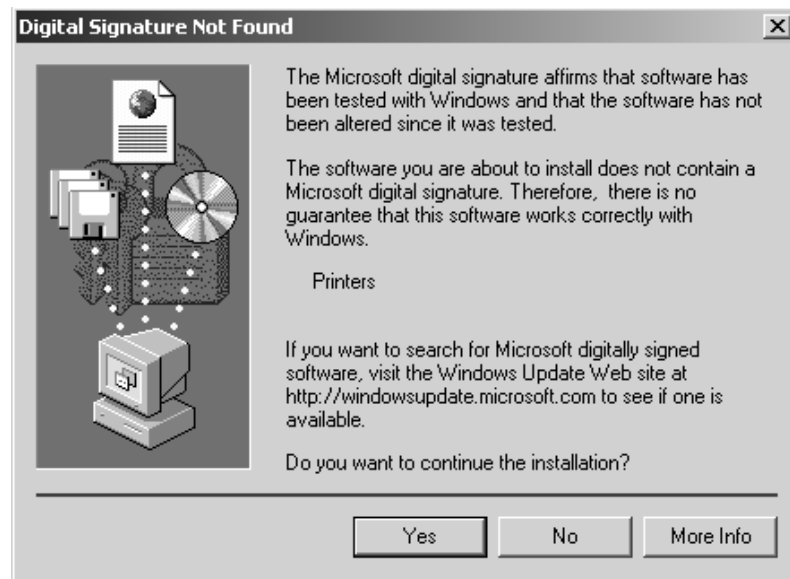 Digital Signature Not Found
The Microsoft digital signature affirms that software has
been tested with Windows and that the software has not
been altered since it was tested.
The software you are about to install does not contain a
Microsoft digital signature. Therefore, there is no
guarantee that this software works correctly with
Windows.
Printers
If you want to search for Microsoft digitally signed
software, visit the Windows Update Web site at
http://windowsupdate.microsoft.com to see if one is
available.
Do you want to continue the installation?
Yes
No
More Info